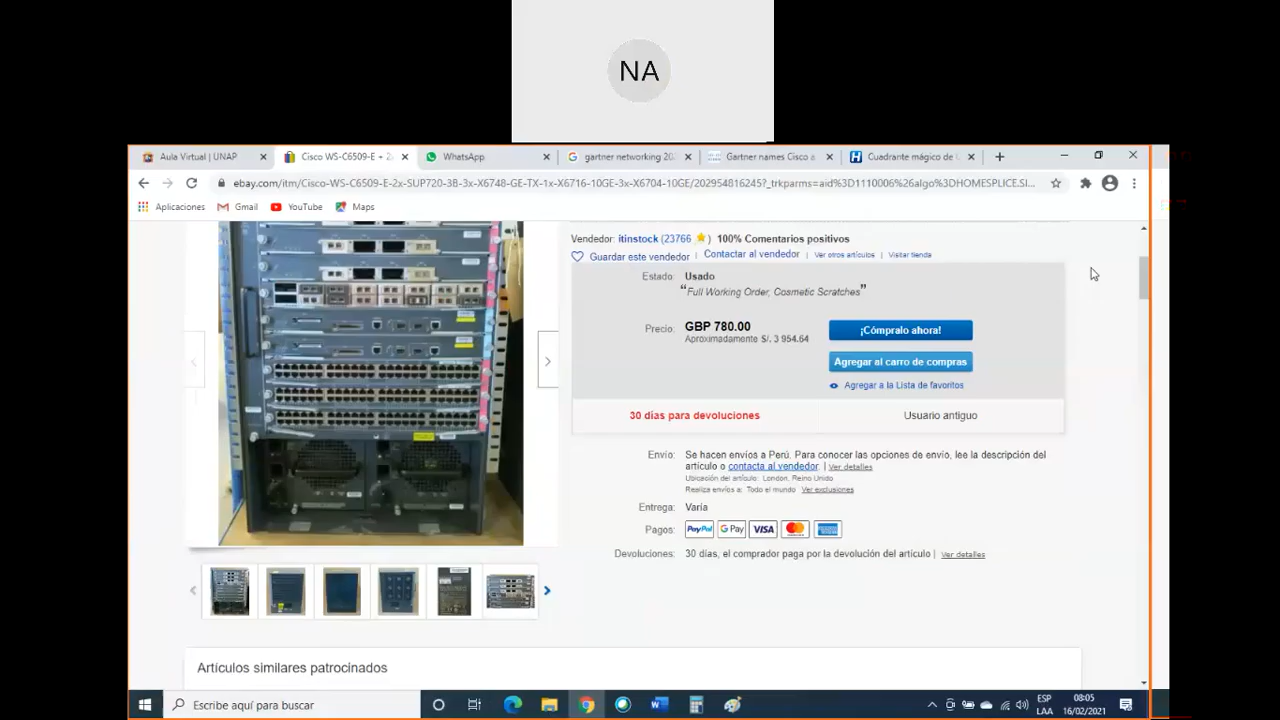 NA
Aula Virtual | UNAP
Cisco WS-C6509-E + 2
WhatsApp
gartner networking 20
Gartner names Cisco a
Cuadrante mágico de
ebay.com/itm/Cisco-WS-C6509-E-2x-SUP720-3B-3x-X6748-GE-TX-1x-X6716-10GE-3x-X6704-10GE/202954816245?_trkparms=aid%3D1110006%26algo%3DHOMESPLICE.SI...
Aplicaciones
Gmail
YouTube
Maps
Vendedor: itinstock (23766 ) 100% Comentarios positivos
Guardar este vendedor | Contactar al vendedor | Ver otros artículos | Visitar tienda
Estado: Usado
“Full Working Order, Cosmetic Scratches”
Precio: GBP 780.00
Aproximadamente S/. 3 954.64
¡Cómpralo ahora!
Agregar al carro de compras
Agregar a la Lista de favoritos
30 días para devoluciones
Usuario antiguo
Envío: Se hacen envíos a Perú. Para conocer las opciones de envío, lee la descripción del
artículo o contacta al vendedor. | Ver detalles
Ubicación del artículo: London, Reino Unido
Realiza envíos a: Todo el mundo Ver exclusiones
Entrega: Varía
Pagos: PayPal G Pay VISA
Devoluciones: 30 días, el comprador paga por la devolución del artículo | Ver detalles
Artículos similares patrocinados
Escribe aquí para buscar
ESP
LAA
08:05
16/02/2021